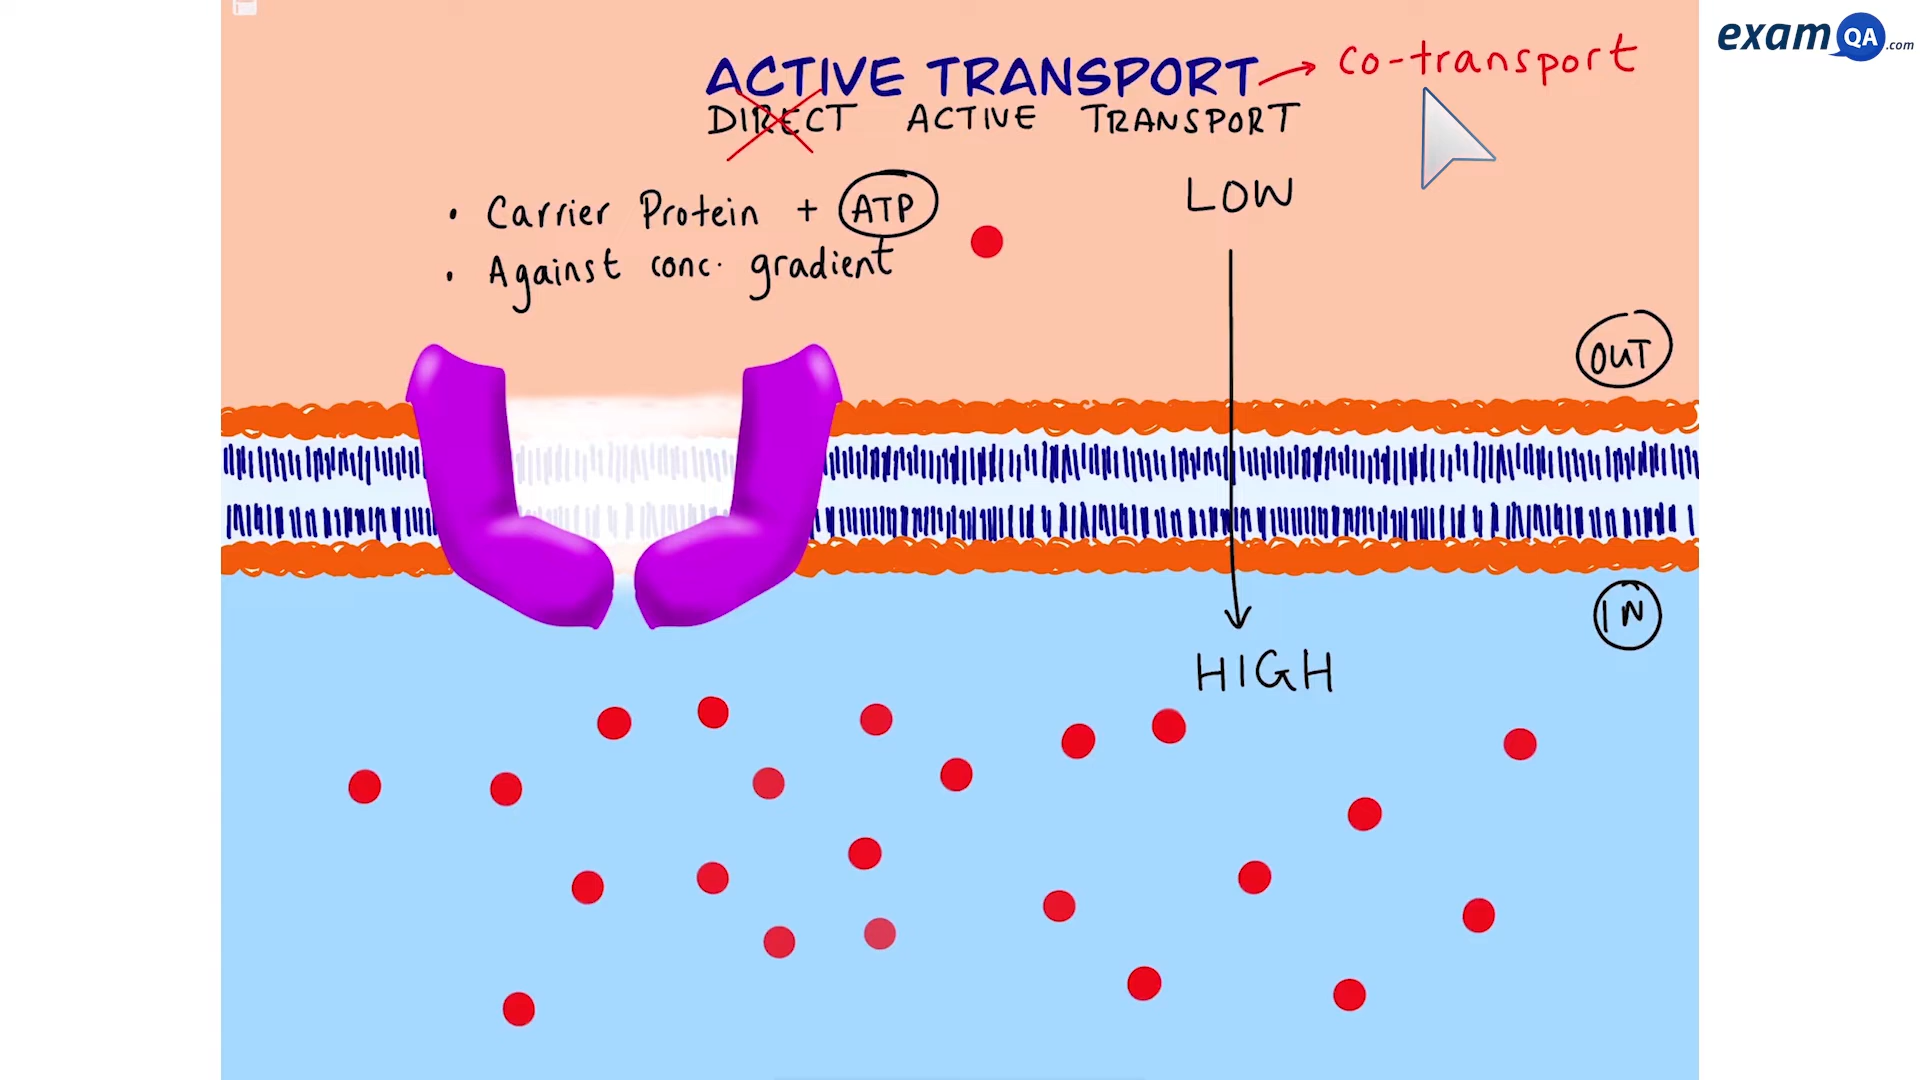 examQA.com
ACTIVE TRANSPORT → co-transport
DIRECT ACTIVE TRANSPORT
• Carrier Protein + ATP
• Against conc. gradient
LOW
OUT
IN
HIGH